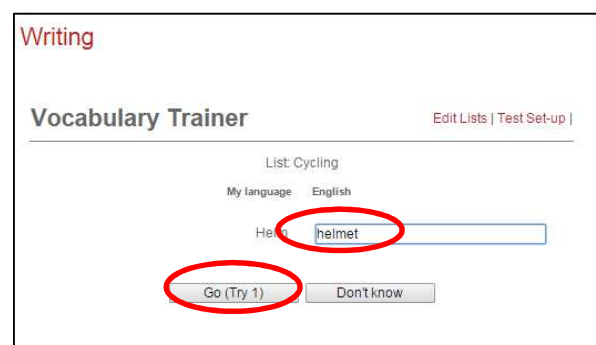 Writing
Vocabulary Trainer
Edit Lists | Test Set-up |
List: Cycling
My language English
Helm helmet
Go (Try 1) Don't know